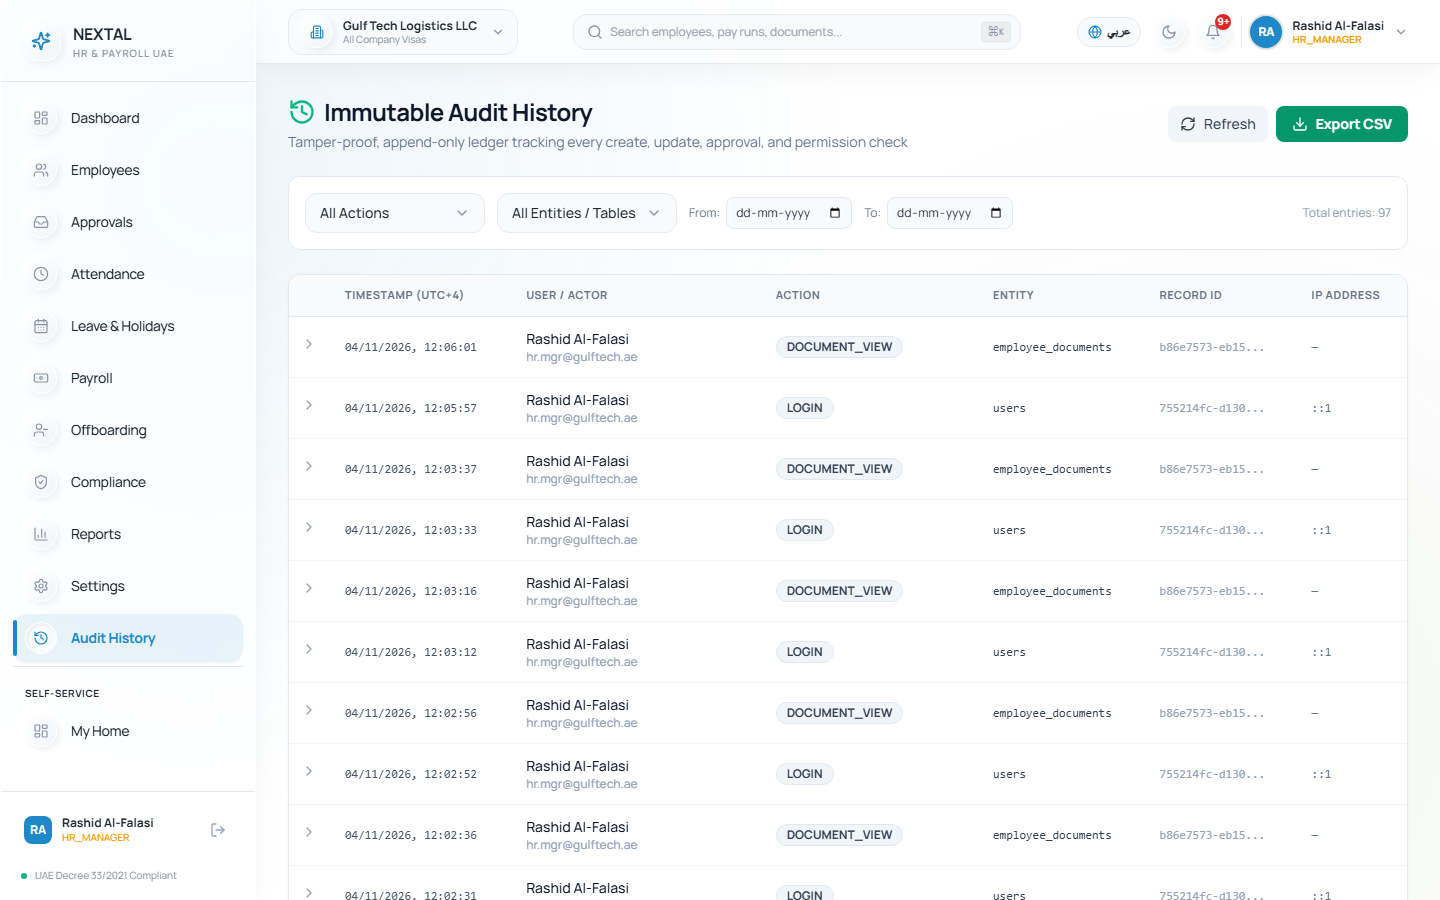 NEXTAL
HR & PAYROLL UAE
Dashboard
Employees
Approvals
Attendance
Leave & Holidays
Payroll
Offboarding
Compliance
Reports
Settings
Audit History
SELF-SERVICE
My Home
RA
Rashid Al-Falasi
HR_MANAGER
UAE Decree 33/2021 Compliant
Gulf Tech Logistics LLC
All Company Visas
Search employees, pay runs, documents...
⌘K
عربي
9+
RA
Rashid Al-Falasi
HR_MANAGER
Immutable Audit History
Tamper-proof, append-only ledger tracking every create, update, approval, and permission check
Refresh
Export CSV
All Actions
All Entities / Tables
From:
dd-mm-yyyy
To:
dd-mm-yyyy
Total entries: 97
TIMESTAMP (UTC+4) USER / ACTOR ACTION ENTITY RECORD ID IP ADDRESS
04/11/2026, 12:06:01 Rashid Al-Falasi DOCUMENT_VIEW employee_documents b86e7573-eb15... —
hr.mgr@gulftech.ae
04/11/2026, 12:05:57 Rashid Al-Falasi LOGIN users 755214fc-d130... ::1
hr.mgr@gulftech.ae
04/11/2026, 12:03:37 Rashid Al-Falasi DOCUMENT_VIEW employee_documents b86e7573-eb15... —
hr.mgr@gulftech.ae
04/11/2026, 12:03:33 Rashid Al-Falasi LOGIN users 755214fc-d130... ::1
hr.mgr@gulftech.ae
04/11/2026, 12:03:16 Rashid Al-Falasi DOCUMENT_VIEW employee_documents b86e7573-eb15... —
hr.mgr@gulftech.ae
04/11/2026, 12:03:12 Rashid Al-Falasi LOGIN users 755214fc-d130... ::1
hr.mgr@gulftech.ae
04/11/2026, 12:02:56 Rashid Al-Falasi DOCUMENT_VIEW employee_documents b86e7573-eb15... —
hr.mgr@gulftech.ae
04/11/2026, 12:02:52 Rashid Al-Falasi LOGIN users 755214fc-d130... ::1
hr.mgr@gulftech.ae
04/11/2026, 12:02:36 Rashid Al-Falasi DOCUMENT_VIEW employee_documents b86e7573-eb15... —
hr.mgr@gulftech.ae
04/11/2026, 12:02:31 Rashid Al-Falasi LOGIN users 755214fc-d130... ::1